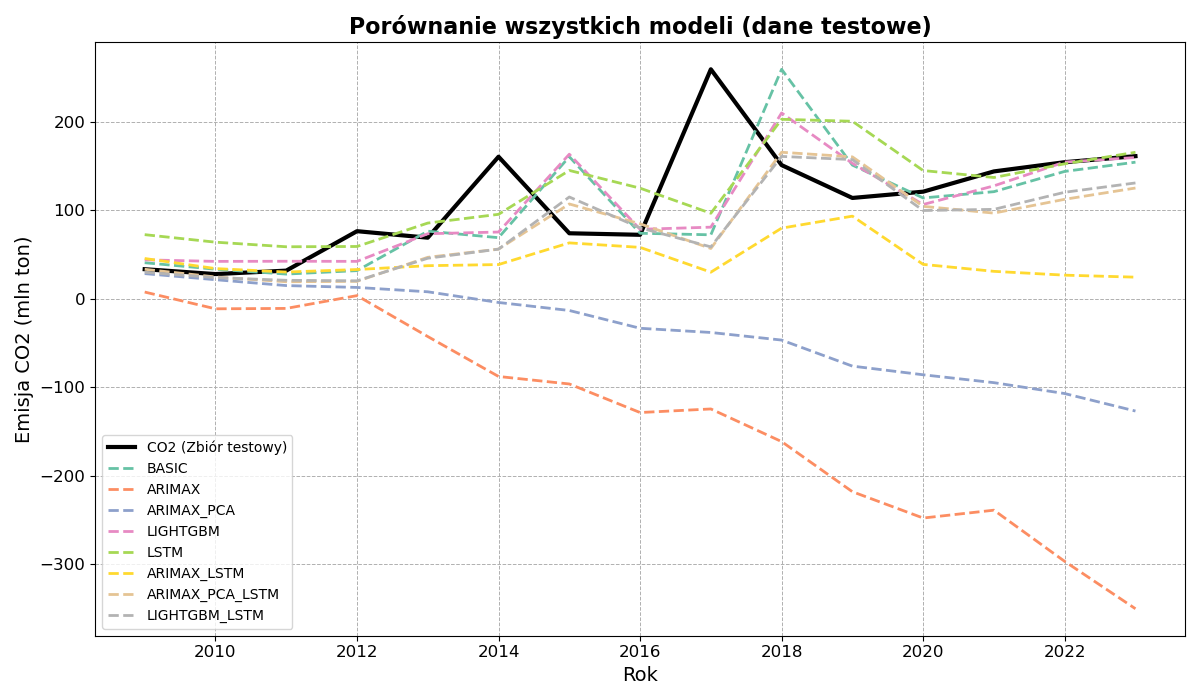 Porównanie wszystkich modeli (dane testowe)
Emisja CO2 (mln ton)
200
100
0
−100
−200
−300
CO2 (Zbiór testowy)
BASIC
ARIMAX
ARIMAX_PCA
LIGHTGBM
LSTM
ARIMAX_LSTM
ARIMAX_PCA_LSTM
LIGHTGBM_LSTM
2010 2012 2014 2016 2018 2020 2022
Rok